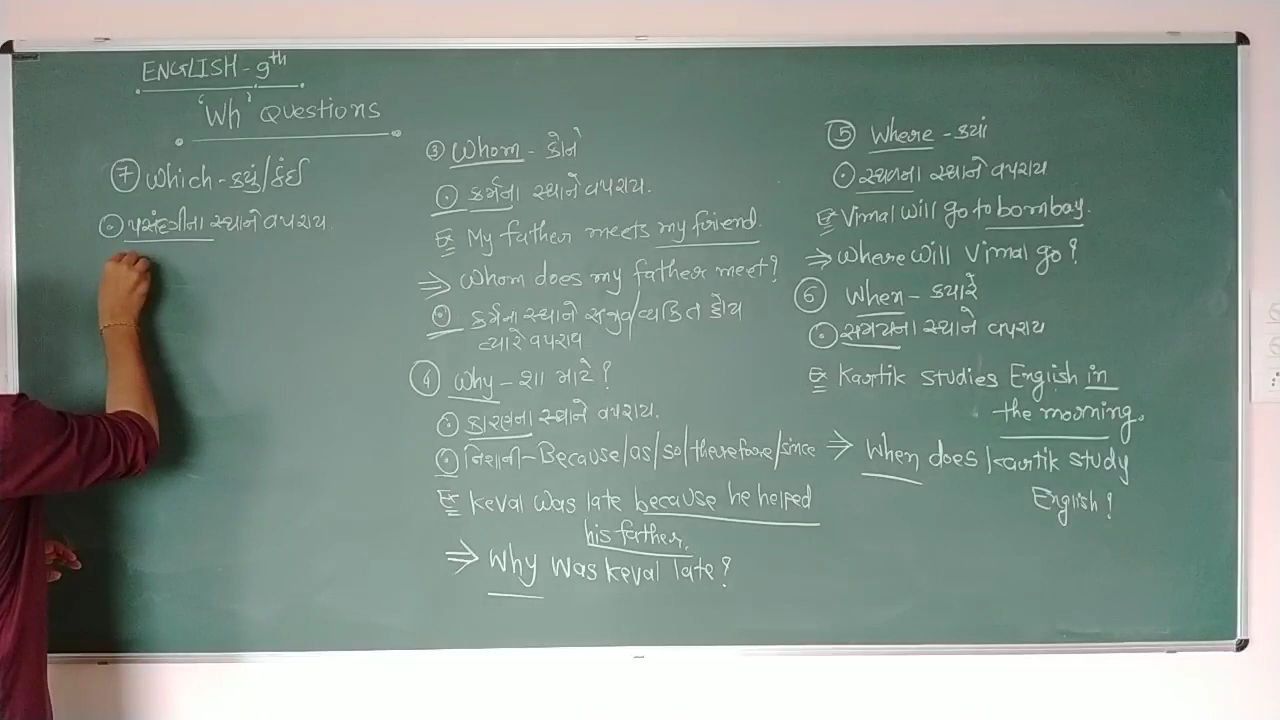 ENGLISH - 9th
'Wh' Questions
⑦ Which - કયું/કંઈ
⊙ પસંદગીના સ્થાને વપરાય
③ Whom - કોને
⊙ કર્મના સ્થાને વપરાય.
Ex My father meets my friend.
⇒ Whom does my father meet?
⊙ કર્મના સ્થાને સજીવ/વ્યકિત હોય
ત્યારે વપરાય
④ Why - શા માટે?
⊙ કારણના સ્થાને વપરાય.
⊙ નિશાની - Because/as/so/therefore/since
Ex Keval was late because he helped
his father.
⇒ Why was keval late?
⑤ Where - કયાં
⊙ સ્થળના સ્થાને વપરાય
Ex Vimal will go to bombay.
⇒ Where will Vimal go?
⑥ When - કયારે
⊙ સમયના સ્થાને વપરાય
Ex Kartik studies English in
the morning.
⇒ When does Kartik study
English?